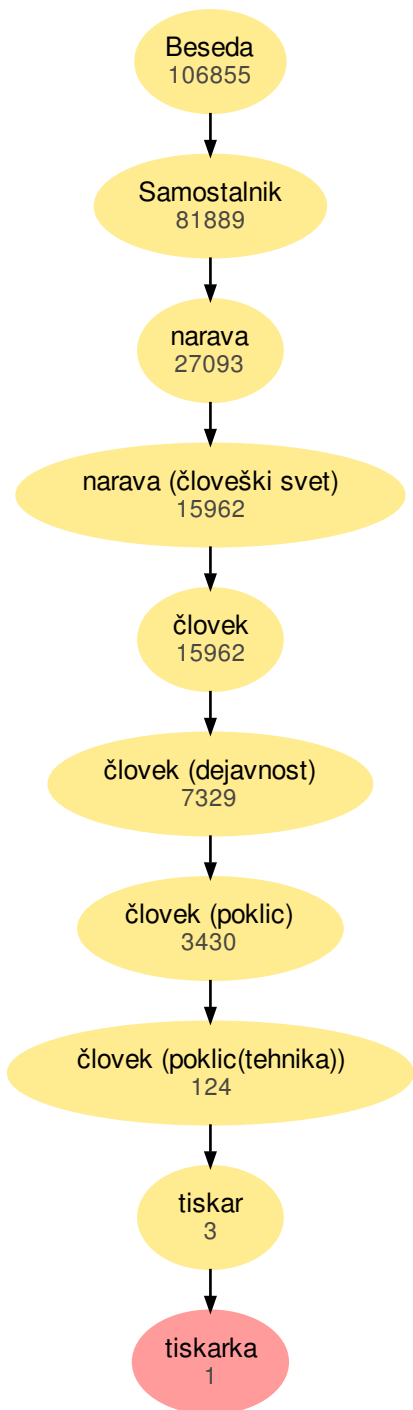 Beseda
106855
Samostalnik
81889
narava
27093
narava (človeški svet)
15962
človek
15962
človek (dejavnost)
7329
človek (poklic)
3430
človek (poklic(tehnika))
124
tiskar
3
tiskarka
1